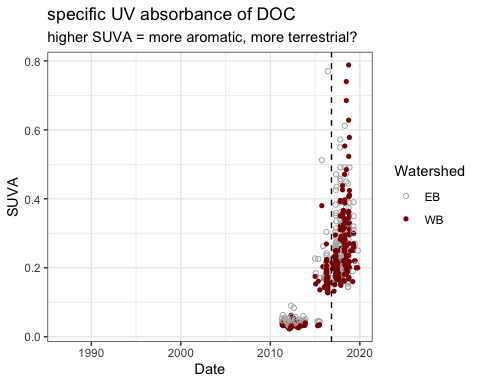 specific UV absorbance of DOC
higher SUVA = more aromatic, more terrestrial?
0.8
0.6
0.4
0.2
0.0
SUVA
1990
2000
2010
2020
Date
Watershed
EB
WB